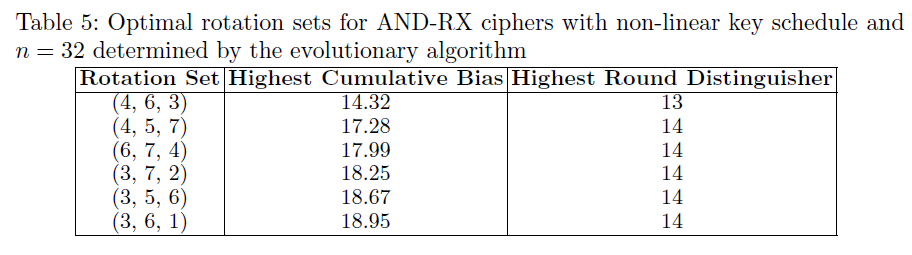 Table 5: Optimal rotation sets for AND-RX ciphers with non-linear key schedule and
n = 32 determined by the evolutionary algorithm
Rotation Set Highest Cumulative Bias Highest Round Distinguisher
(4, 6, 3) 14.32 13
(4, 5, 7) 17.28 14
(6, 7, 4) 17.99 14
(3, 7, 2) 18.25 14
(3, 5, 6) 18.67 14
(3, 6, 1) 18.95 14